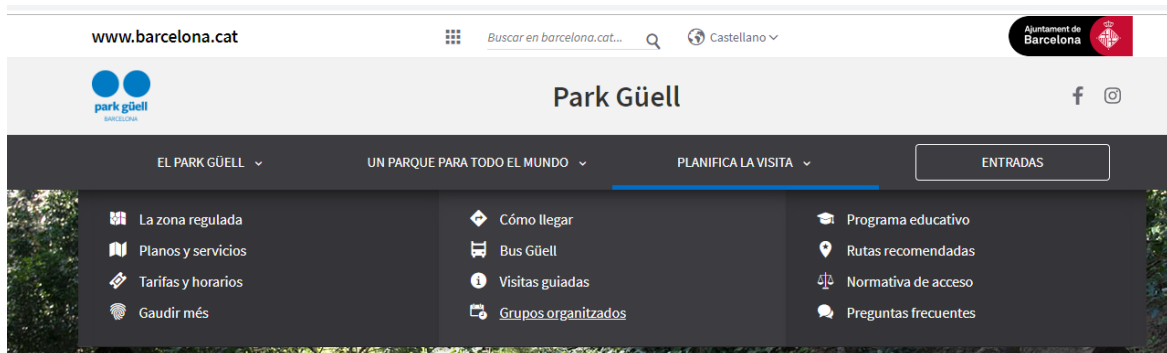 www.barcelona.cat
Buscar en barcelona.cat...
Castellano
Ajuntament de
Barcelona
park güell
BARCELONA
Park Güell
EL PARK GÜELL
UN PARQUE PARA TODO EL MUNDO
PLANIFICA LA VISITA
ENTRADAS
La zona regulada
Planos y servicios
Tarifas y horarios
Gaudir més
Cómo llegar
Bus Güell
Visitas guiadas
Grupos organitzados
Programa educativo
Rutas recomendadas
Normativa de acceso
Preguntas frecuentes